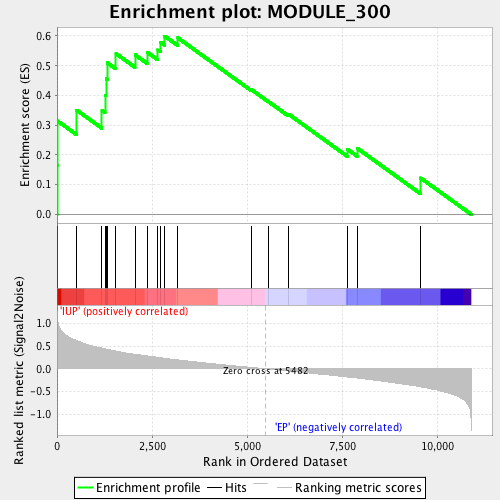 Enrichment plot: MODULE_300
Enrichment score (ES)
0.6
0.5
0.4
0.3
0.2
0.1
0.0
Ranked list metric (Signal2Noise)
1.0
0.5
0.0
-0.5
-1.0
'IUP' (positively correlated)
Zero cross at 5482
'EP' (negatively correlated)
0
2,500
5,000
7,500
10,000
Rank in Ordered Dataset
Enrichment profile
Hits
Ranking metric scores